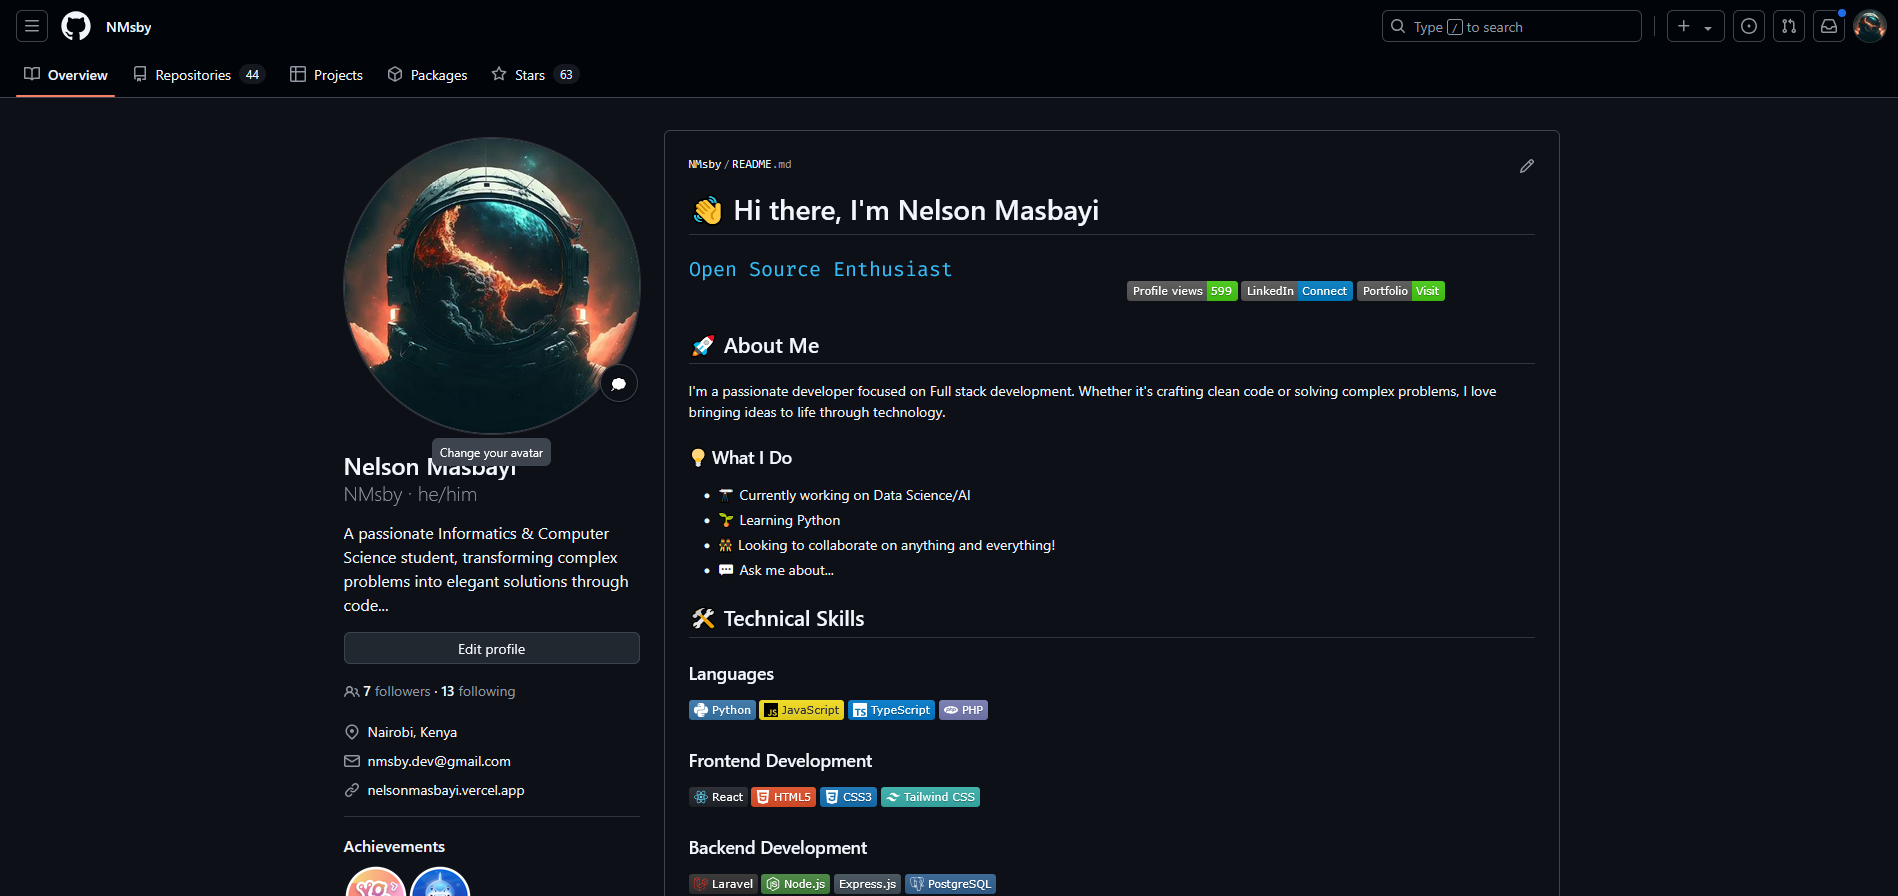 NMsby
Type / to search
Overview
Repositories 44
Projects
Packages
Stars 63
Change your avatar
Nelson Masbayi
NMsby · he/him
A passionate Informatics & Computer
Science student, transforming complex
problems into elegant solutions through
code...
Edit profile
7 followers · 13 following
Nairobi, Kenya
nmsby.dev@gmail.com
nelsonmasbayi.vercel.app
Achievements
YO
NMsby / README.md
👋 Hi there, I'm Nelson Masbayi
Open Source Enthusiast
Profile views 599 LinkedIn Connect Portfolio Visit
🚀 About Me
I'm a passionate developer focused on Full stack development. Whether it's crafting clean code or solving complex problems, I love
bringing ideas to life through technology.
💡 What I Do
• 🔭 Currently working on Data Science/AI
• 🌱 Learning Python
• 👯 Looking to collaborate on anything and everything!
• 💬 Ask me about...
🛠 Technical Skills
Languages
Python JS JavaScript TS TypeScript php PHP
Frontend Development
React HTML5 CSS3 Tailwind CSS
Backend Development
Laravel Node.js Express.js PostgreSQL